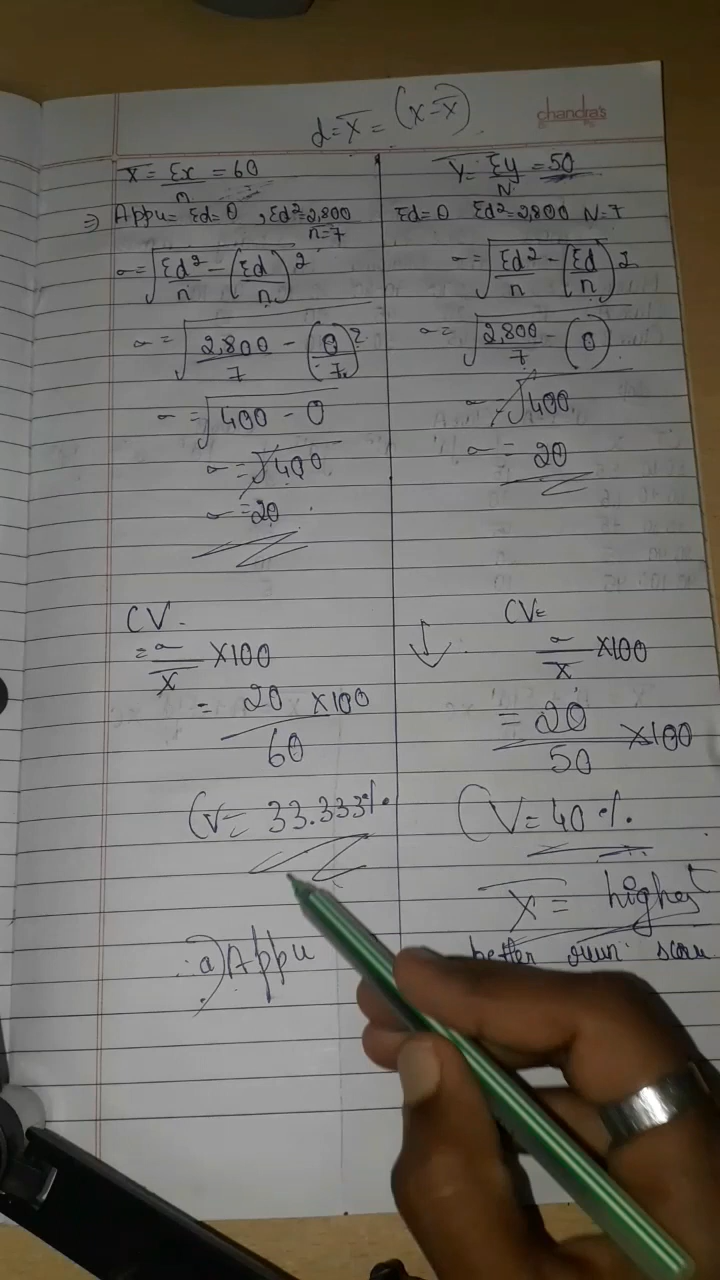 d=x̄=(x-x̄)
chandra's
x̄ = Σx/n = 60
⇒ Appu= Σd=0, Σd²=2,800
n=7
σ=√Σd²/n-(Σd/n)²
σ=√2,800/7-(0/7)²
σ=√400-0
σ=√400
σ=20
CV
=σ/x̄ ×100
= 20/60 ×100
CV= 33.333%
a) Appu
ȳ= Σy/N =50
Σd=0 Σd²=2,800 N=7
σ=√Σd²/n-(Σd/n)²
σ=√2,800/7-(0)
σ=√400
σ= 20
CV=
σ/x̄ ×100
= 20/50 ×100
CV=40%
x̄= highest
better